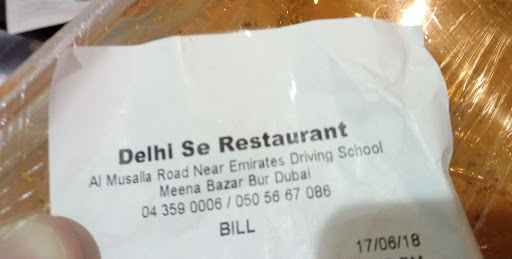 Delhi Se Restaurant
Al Musalla Road Near Emirates Driving School
Meena Bazar Bur Dubai
04 359 0006 / 050 56 67 086
BILL
17/06/18